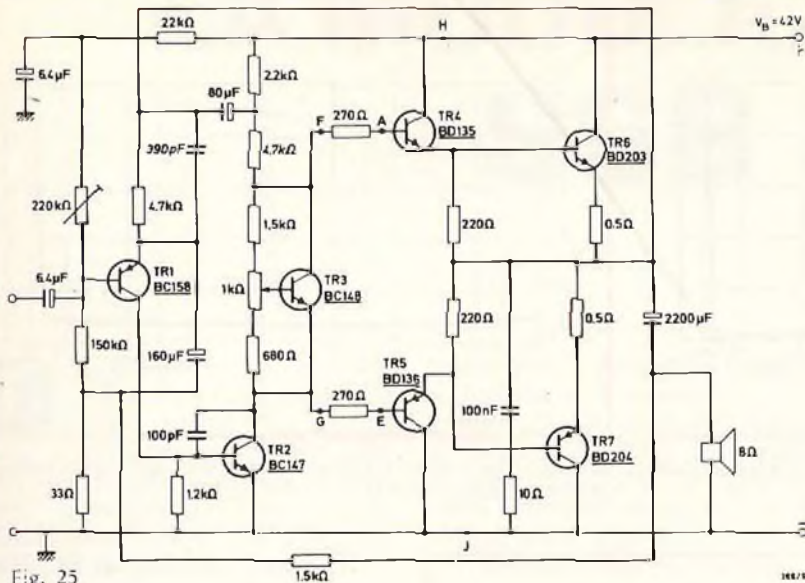 22kΩ
H
V_B = 42V
+
6.4µF
80µF
2.2kΩ
F
270Ω
A
TR4
BD135
TR6
BD203
390pF
4.7kΩ
4.7kΩ
220kΩ
1,5kΩ
220Ω
0.5Ω
6.4µF
TR1
BC158
1kΩ
TR3
BC148
220Ω
0.5Ω
2200µF
150kΩ
160µF
680Ω
270Ω
G
E
TR5
BD136
100nF
TR7
BD204
100pF
TR2
BC147
8Ω
33Ω
1.2kΩ
10Ω
J
1.5kΩ
Fig. 25